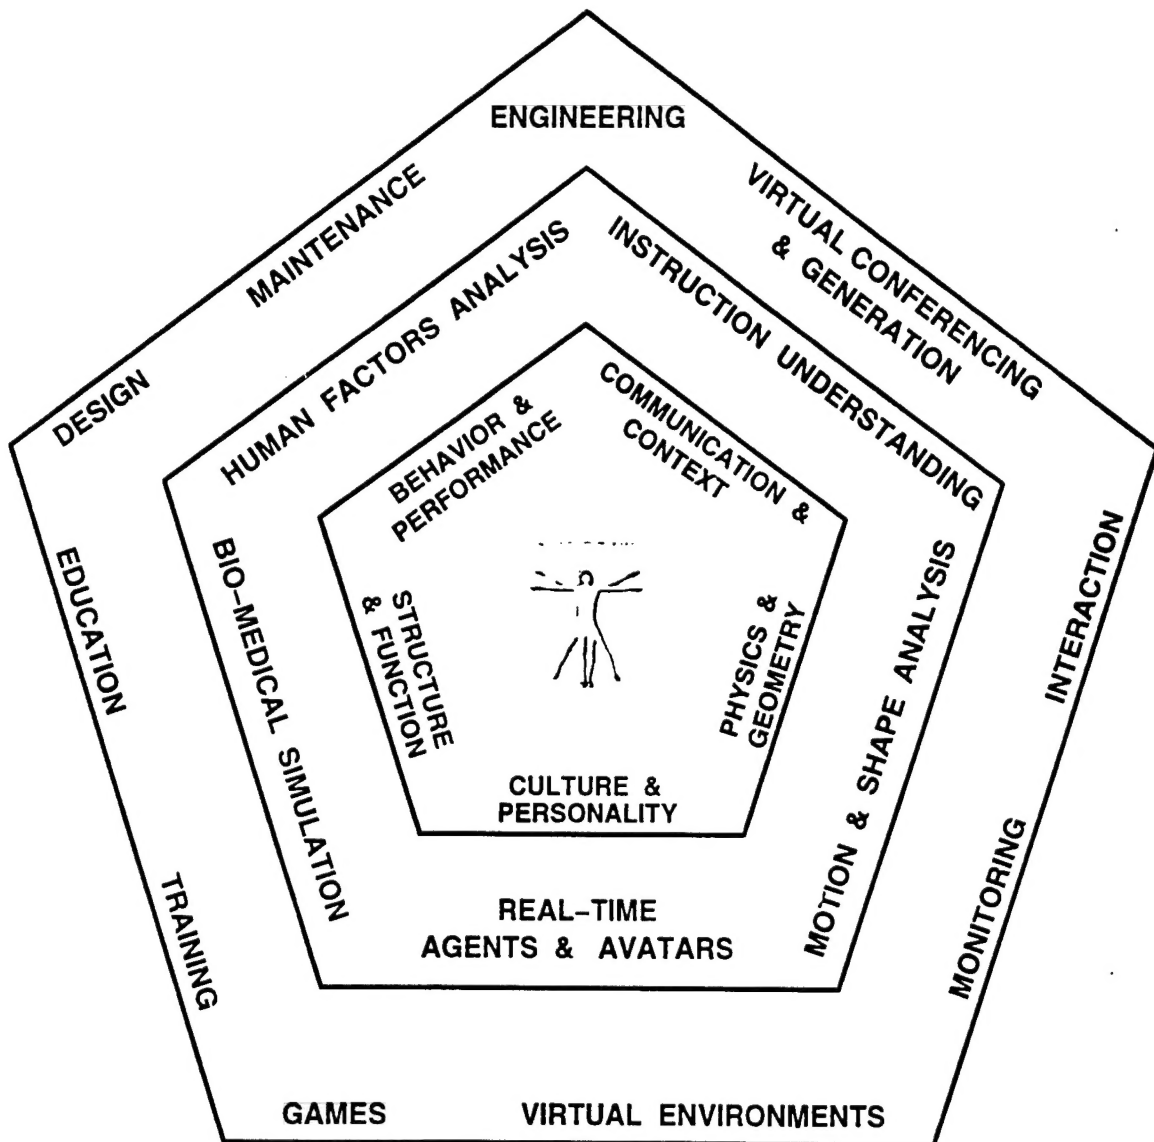 ENGINEERING
MAINTENANCE
DESIGN
VIRTUAL CONFERENCING
& GENERATION
HUMAN FACTORS ANALYSIS
INSTRUCTION UNDERSTANDING
BEHAVIOR &
PERFORMANCE
COMMUNICATION &
CONTEXT
EDUCATION
BIO-MEDICAL SIMULATION
STRUCTURE
& FUNCTION
PHYSICS &
GEOMETRY
MOTION & SHAPE ANALYSIS
INTERACTION
CULTURE &
PERSONALITY
TRAINING
REAL-TIME
AGENTS & AVATARS
MONITORING
GAMES
VIRTUAL ENVIRONMENTS